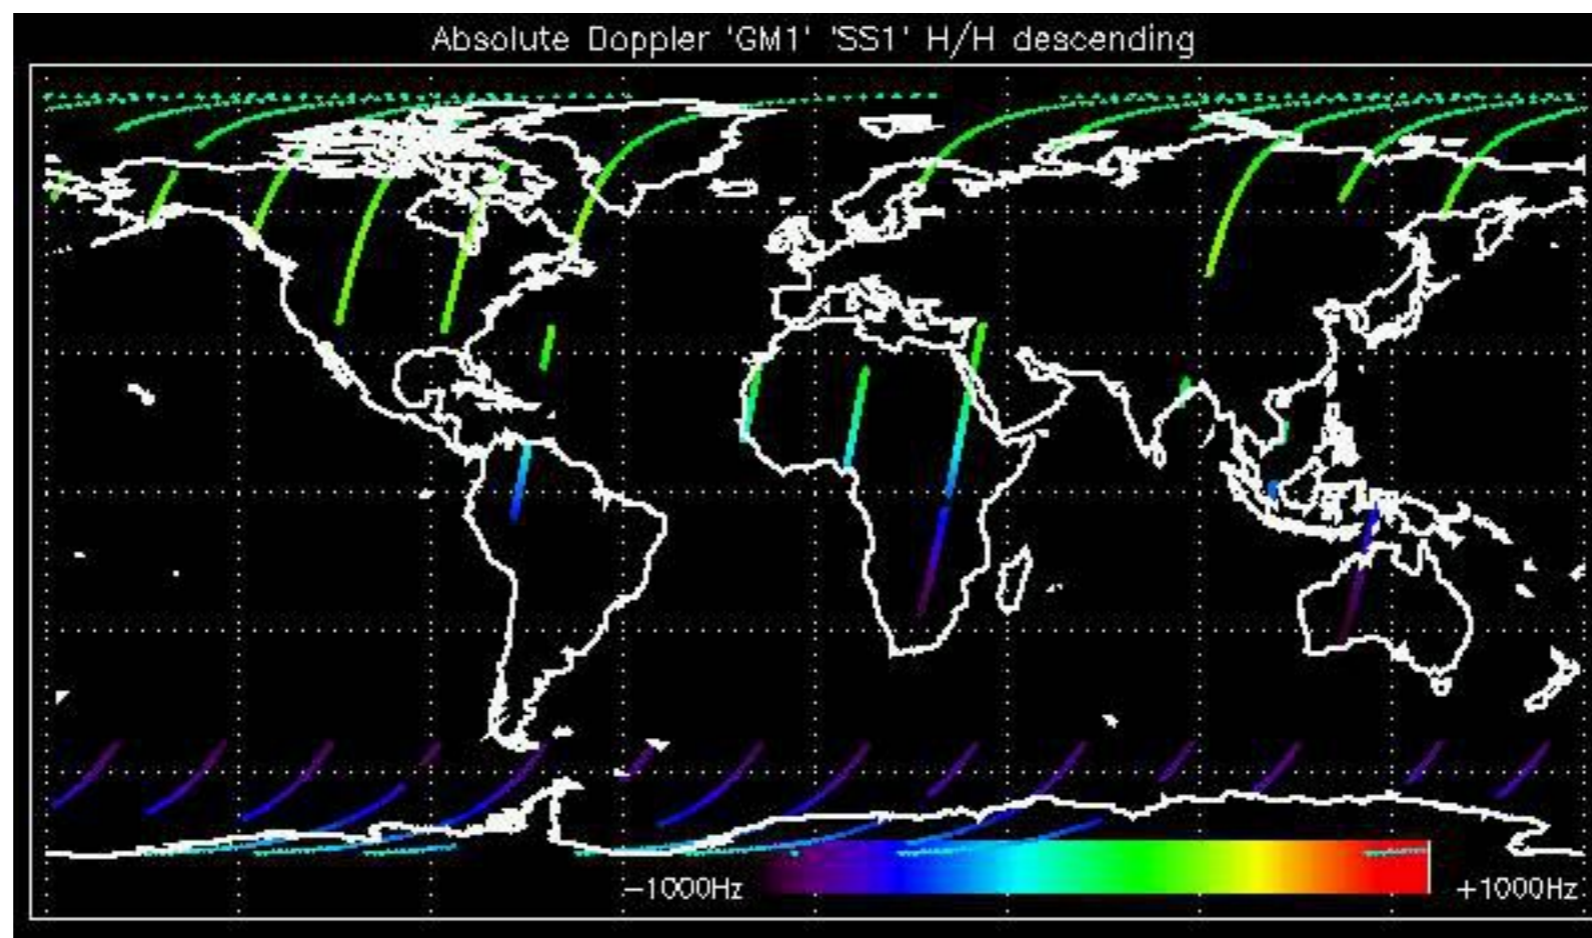 Absolute Doppler 'GM1' 'SS1' H/H descending
−1000Hz +1000Hz